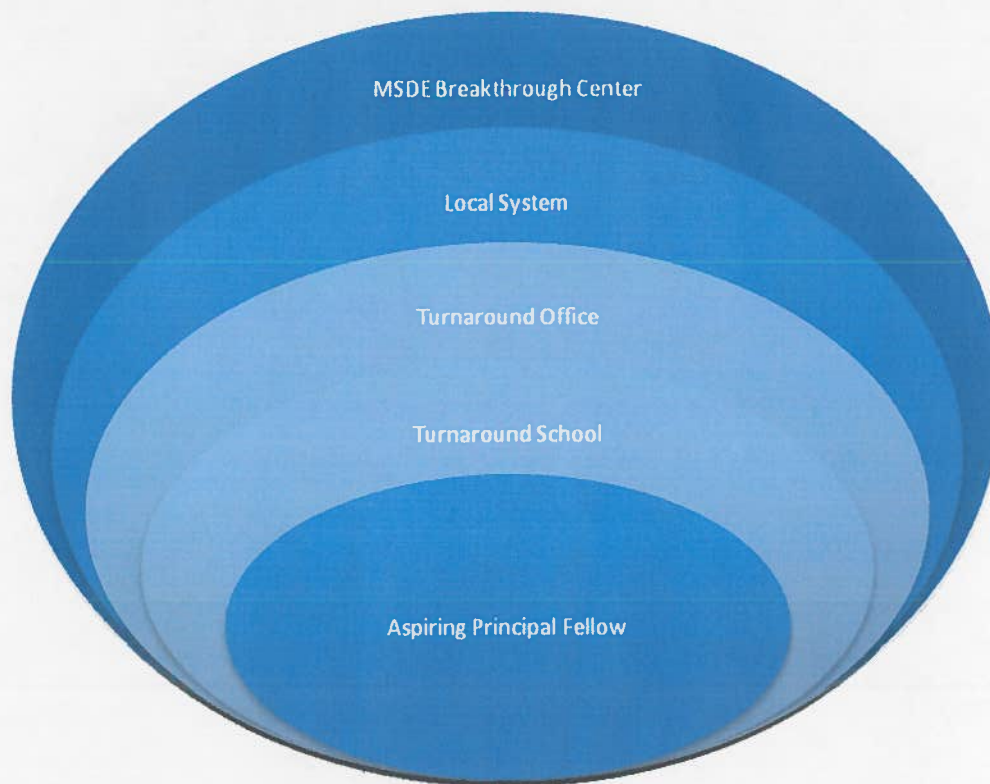 MSDE Breakthrough Center
Local System
Turnaround Office
Turnaround School
Aspiring Principal Fellow